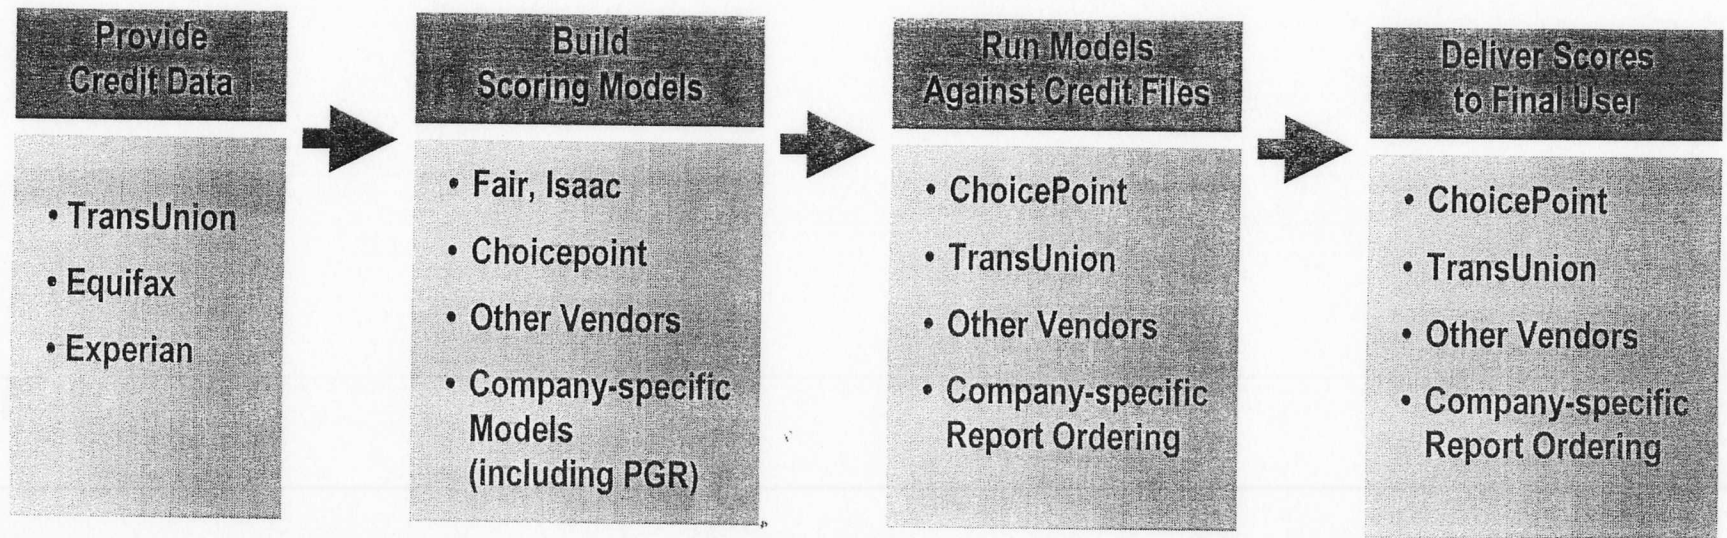 Provide
Credit Data
• TransUnion
• Equifax
• Experian
Build
Scoring Models
• Fair, Isaac
• Choicepoint
• Other Vendors
• Company-specific
Models
(including PGR)
Run Models
Against Credit Files
• ChoicePoint
• TransUnion
• Other Vendors
• Company-specific
Report Ordering
Deliver Scores
to Final User
• ChoicePoint
• TransUnion
• Other Vendors
• Company-specific
Report Ordering